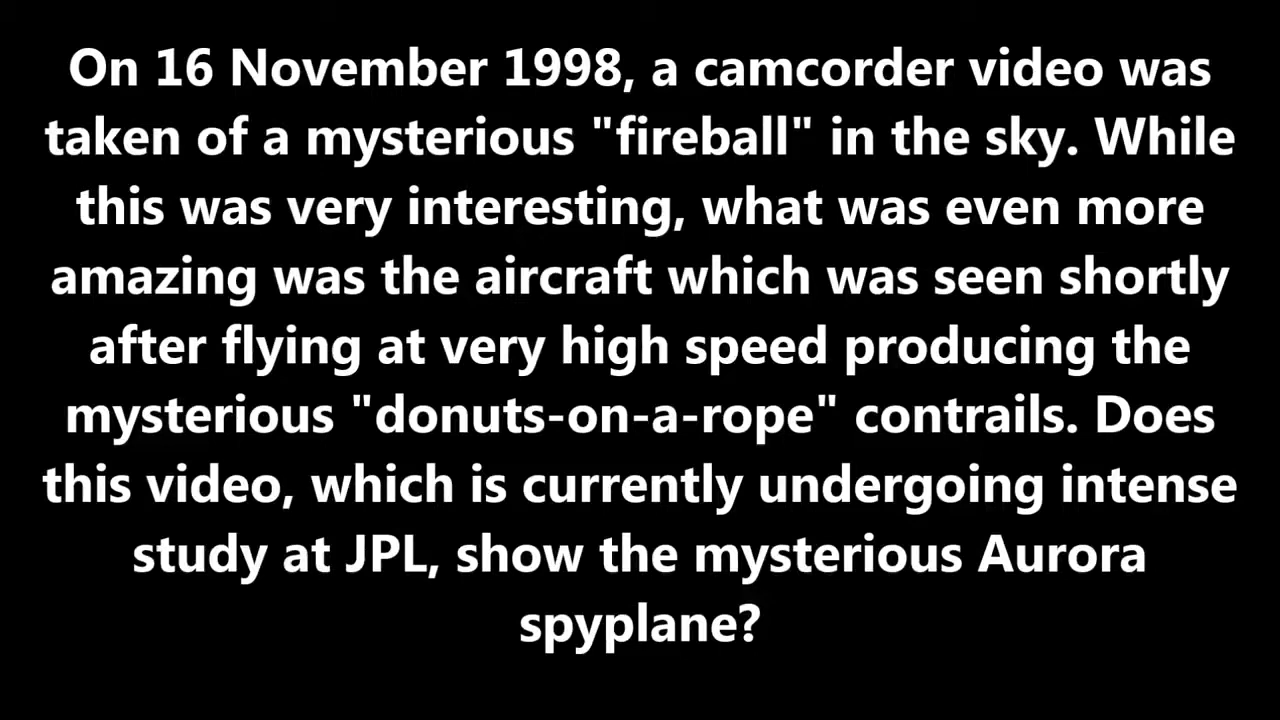 On 16 November 1998, a camcorder video was
taken of a mysterious "fireball" in the sky. While
this was very interesting, what was even more
amazing was the aircraft which was seen shortly
after flying at very high speed producing the
mysterious "donuts-on-a-rope" contrails. Does
this video, which is currently undergoing intense
study at JPL, show the mysterious Aurora
spyplane?